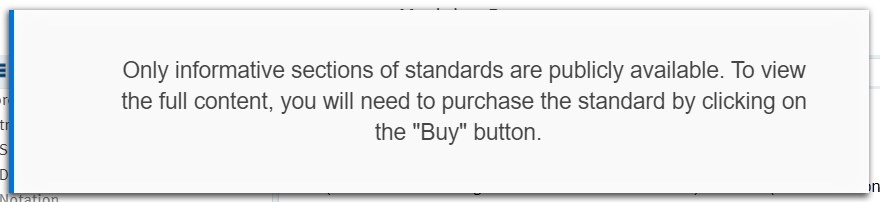 Only informative sections of standards are publicly available. To view
the full content, you will need to purchase the standard by clicking on
the "Buy" button.
Notation